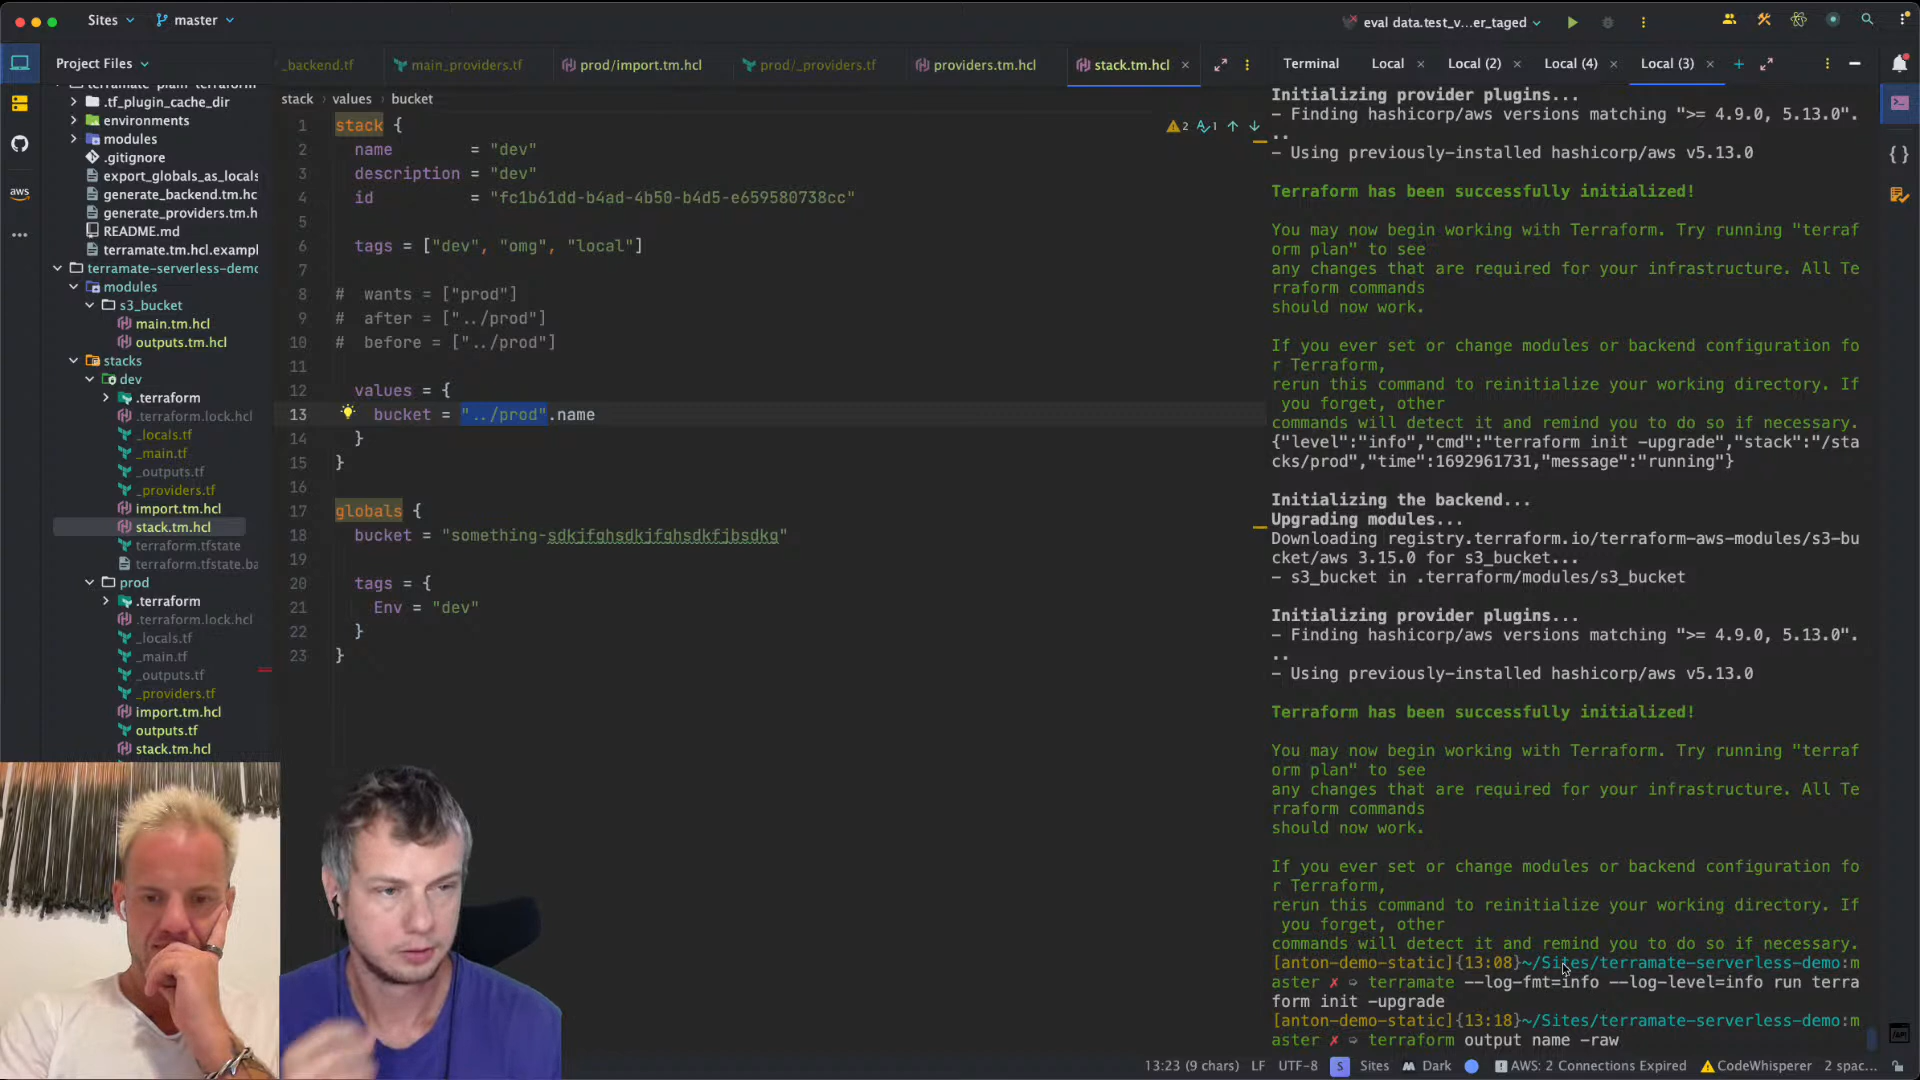 Sites
master
eval data.test_v...er_taged
Project Files
_backend.tf
main_providers.tf
prod/import.tm.hcl
prod/_providers.tf
providers.tm.hcl
stack.tm.hcl
Terminal
Local
Local (2)
Local (4)
Local (3)
terramate-plain-terraform
.tf_plugin_cache_dir
environments
modules
.gitignore
export_globals_as_locals
generate_backend.tm.hc
generate_providers.tm.h
README.md
terramate.tm.hcl.exampl
terramate-serverless-demo
modules
s3_bucket
main.tm.hcl
outputs.tm.hcl
stacks
dev
.terraform
.terraform.lock.hcl
_locals.tf
_main.tf
_outputs.tf
_providers.tf
import.tm.hcl
stack.tm.hcl
terraform.tfstate
terraform.tfstate.ba
prod
.terraform
.terraform.lock.hcl
_locals.tf
_main.tf
_outputs.tf
_providers.tf
import.tm.hcl
outputs.tf
stack.tm.hcl
aws
stack values bucket
2 1
1 stack {
2 name = "dev"
3 description = "dev"
4 id = "fc1b61dd-b4ad-4b50-b4d5-e659580738cc"
5
6 tags = ["dev", "omg", "local"]
7
8 # wants = ["prod"]
9 # after = ["../prod"]
10 # before = ["../prod"]
11
12 values = {
13 bucket = "../prod".name
14 }
15 }
16
17 globals {
18 bucket = "something-sdkjfghsdkjfghsdkfjbsdkg"
19
20 tags = {
21 Env = "dev"
22 }
23 }
Initializing provider plugins...
- Finding hashicorp/aws versions matching ">= 4.9.0, 5.13.0".
..
- Using previously-installed hashicorp/aws v5.13.0
Terraform has been successfully initialized!
You may now begin working with Terraform. Try running "terraf
orm plan" to see
any changes that are required for your infrastructure. All Te
rraform commands
should now work.
If you ever set or change modules or backend configuration fo
r Terraform,
rerun this command to reinitialize your working directory. If
you forget, other
commands will detect it and remind you to do so if necessary.
{"level":"info","cmd":"terraform init -upgrade","stack":"/sta
cks/prod","time":1692961731,"message":"running"}
Initializing the backend...
Upgrading modules...
Downloading registry.terraform.io/terraform-aws-modules/s3-bu
cket/aws 3.15.0 for s3_bucket...
- s3_bucket in .terraform/modules/s3_bucket
Initializing provider plugins...
- Finding hashicorp/aws versions matching ">= 4.9.0, 5.13.0".
..
- Using previously-installed hashicorp/aws v5.13.0
Terraform has been successfully initialized!
You may now begin working with Terraform. Try running "terraf
orm plan" to see
any changes that are required for your infrastructure. All Te
rraform commands
should now work.
If you ever set or change modules or backend configuration fo
r Terraform,
rerun this command to reinitialize your working directory. If
you forget, other
commands will detect it and remind you to do so if necessary.
[anton-demo-static]{13:08}~/Sites/terramate-serverless-demo:m
aster ✗ ➩ terramate --log-fmt=info --log-level=info run terra
form init -upgrade
[anton-demo-static]{13:18}~/Sites/terramate-serverless-demo:m
aster ✗ ➩ terraform output name -raw
13:23 (9 chars) LF UTF-8 S Sites Dark AWS: 2 Connections Expired CodeWhisperer 2 spac...